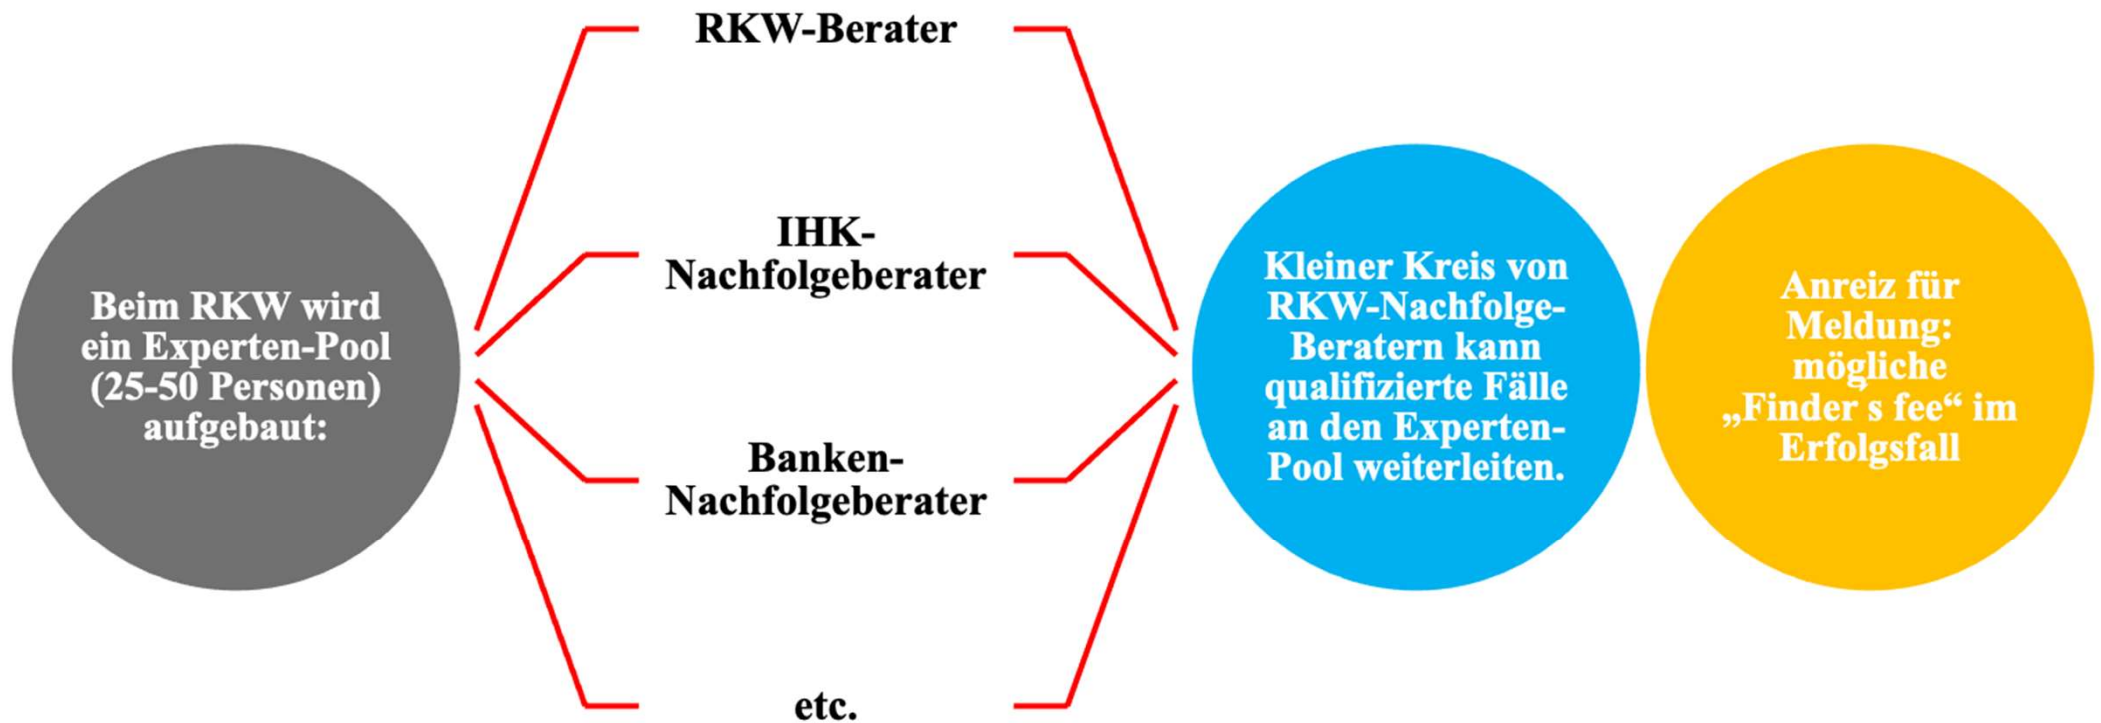 Beim RKW wird
ein Experten-Pool
(25-50 Personen)
aufgebaut:
RKW-Berater
IHK-
Nachfolgeberater
Banken-
Nachfolgeberater
etc.
Kleiner Kreis von
RKW-Nachfolge-
Beratern kann
qualifizierte Fälle
an den Experten-
Pool weiterleiten.
Anreiz für
Meldung:
mögliche
„Finder´s fee“ im
Erfolgsfall